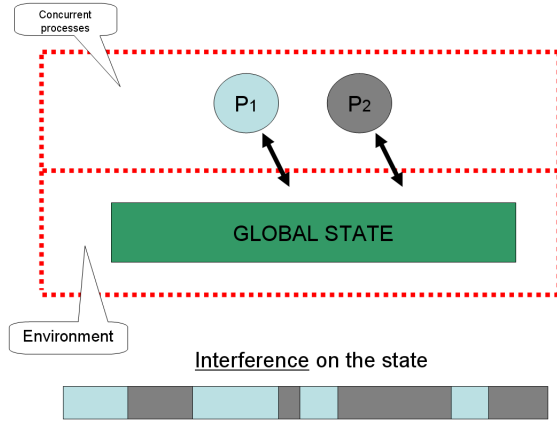 Concurrent
processes
P1
P2
GLOBAL STATE
Environment
Interference on the state